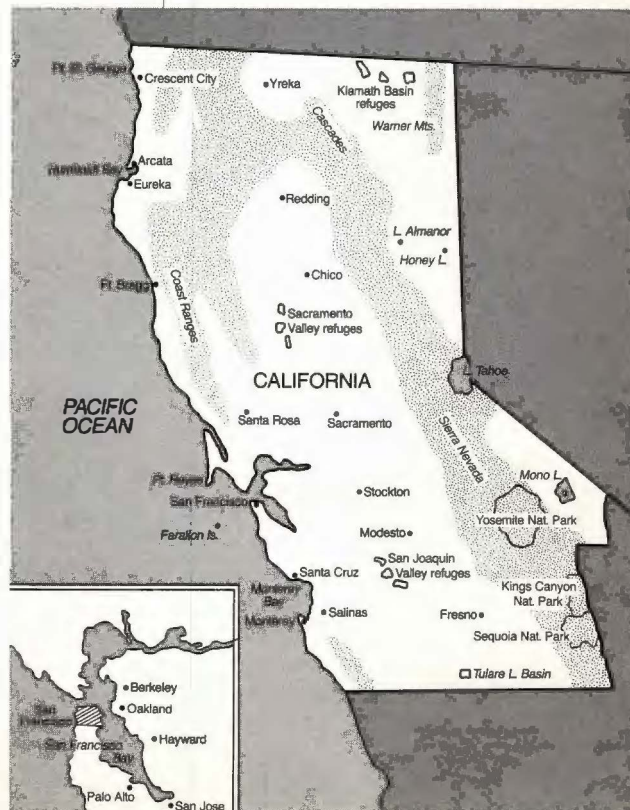 Pt. St. George
Crescent City
Yreka
Klamath Basin
refuges
Warner Mts.
Cascades
Arcata
Humboldt Bay
Eureka
Redding
L. Almanor
Honey L.
Chico
Ft. Bragg
Coast Ranges
Sacramento
Valley refuges
CALIFORNIA
L. Tahoe
PACIFIC
OCEAN
Santa Rosa
Sacramento
Sierra Nevada
Pt. Reyes
San Francisco
Farallon Is.
Stockton
Mono L.
Yosemite Nat. Park
Modesto
San Joaquin
Valley refuges
Santa Cruz
Monterey
Bay
Monterey
Salinas
Kings Canyon
Nat. Park
Fresno
Sequoia Nat. Park
Tulare L. Basin
Berkeley
Oakland
San
Francisco
Hayward
San Francisco
Bay
Palo Alto
San Jose